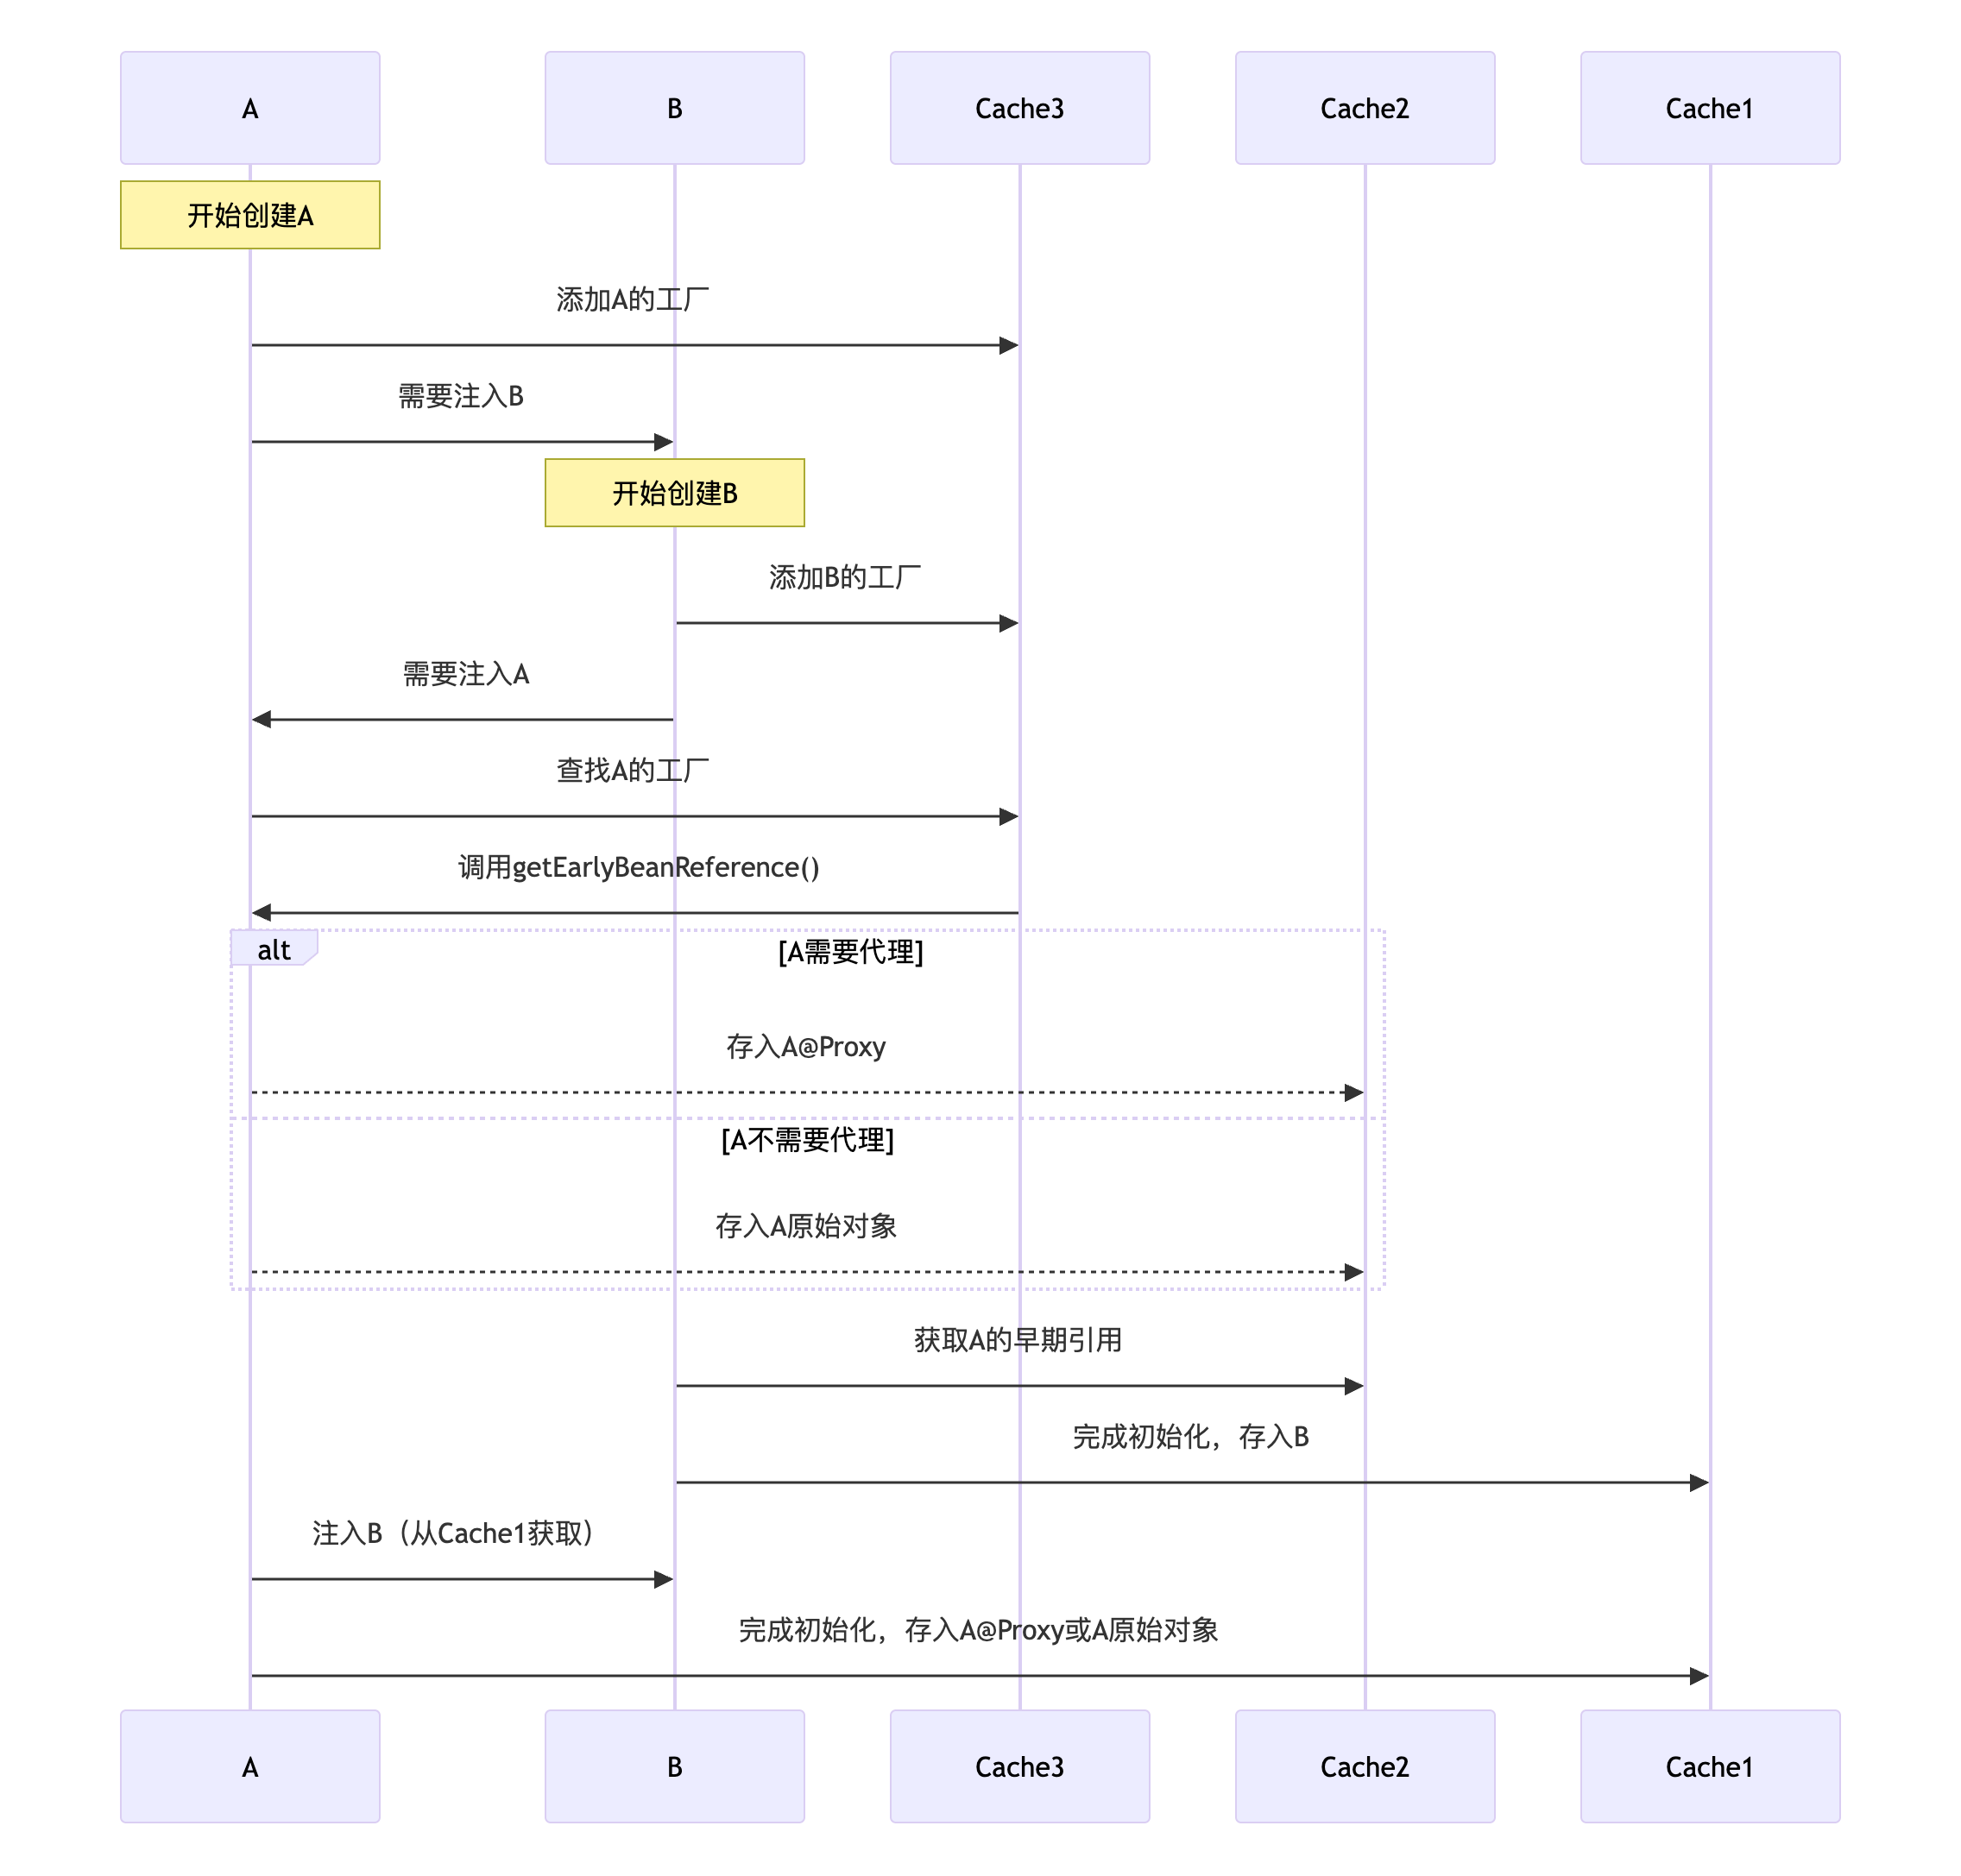 A
B
Cache3
Cache2
Cache1
开始创建A
添加A的工厂
需要注入B
开始创建B
添加B的工厂
需要注入A
查找A的工厂
调用getEarlyBeanReference()
alt
[A需要代理]
存入A@Proxy
[A不需要代理]
存入A原始对象
获取A的早期引用
完成初始化，存入B
注入B（从Cache1获取）
完成初始化，存入A@Proxy或A原始对象
A
B
Cache3
Cache2
Cache1